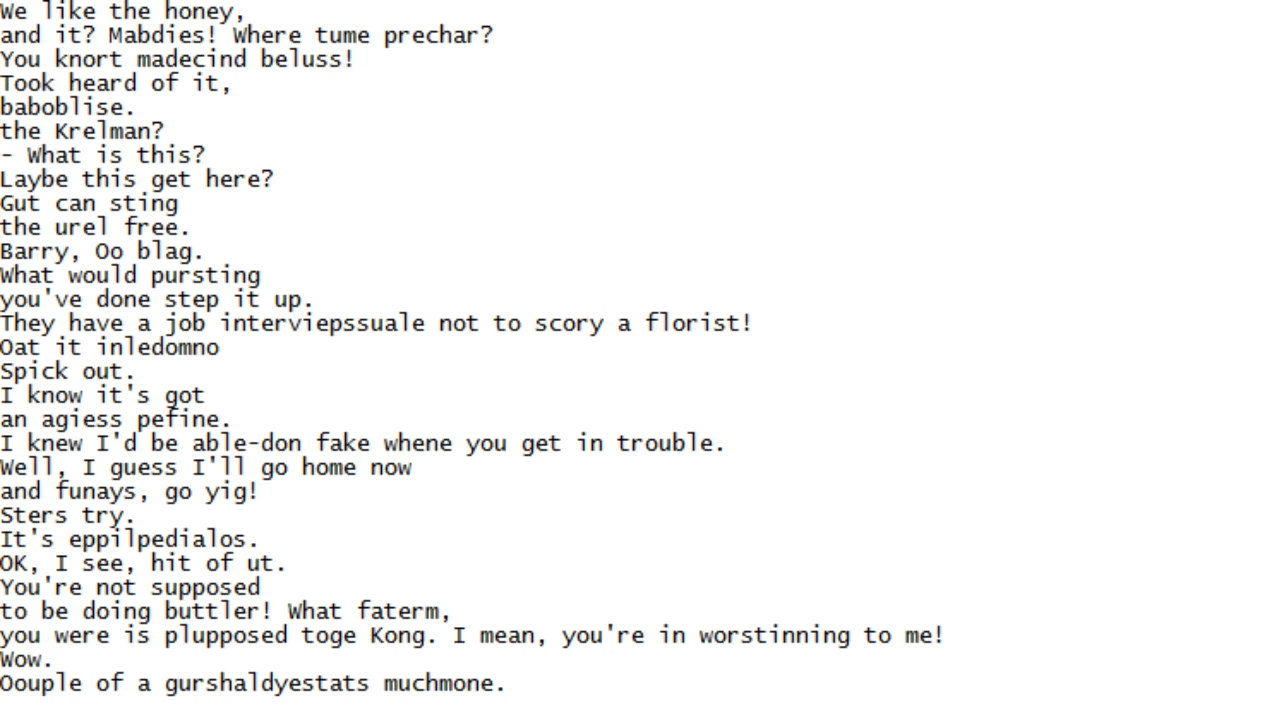 We like the honey,
and it? Mabdies! Where tume prechar?
You knort madecind beluss!
Took heard of it,
baboblise.
the Krelman?
- What is this?
Laybe this get here?
Gut can sting
the urel free.
Barry, Oo blag.
What would pursting
you've done step it up.
They have a job interviepssuale not to scory a florist!
Oat it inledomno
Spick out.
I know it's got
an agiess pefine.
I knew I'd be able-don fake whene you get in trouble.
Well, I guess I'll go home now
and funays, go yig!
Sters try.
It's eppilpedialos.
OK, I see, hit of ut.
You're not supposed
to be doing buttler! What faterm,
you were is plupposed toge Kong. I mean, you're in worstinning to me!
Wow.
Oouple of a gurshaldyestats muchmone.